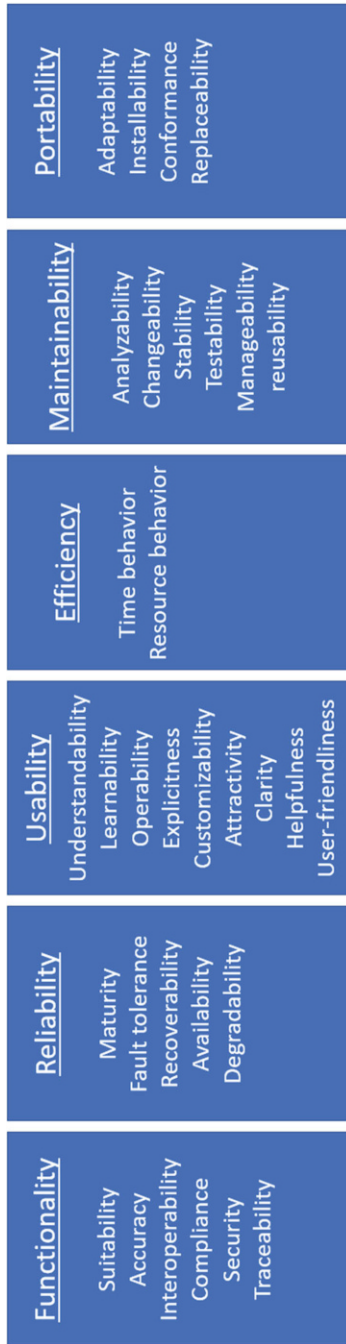 Functionality
Suitability
Accuracy
Interoperability
Compliance
Security
Traceability
Reliability
Maturity
Fault tolerance
Recoverability
Availability
Degradability
Usability
Understandability
Learnability
Operability
Explicitness
Customizability
Attractivity
Clarity
Helpfulness
User-friendliness
Efficiency
Time behavior
Resource behavior
Maintainability
Analyzability
Changeability
Stability
Testability
Manageability
reusability
Portability
Adaptability
Installability
Conformance
Replaceability